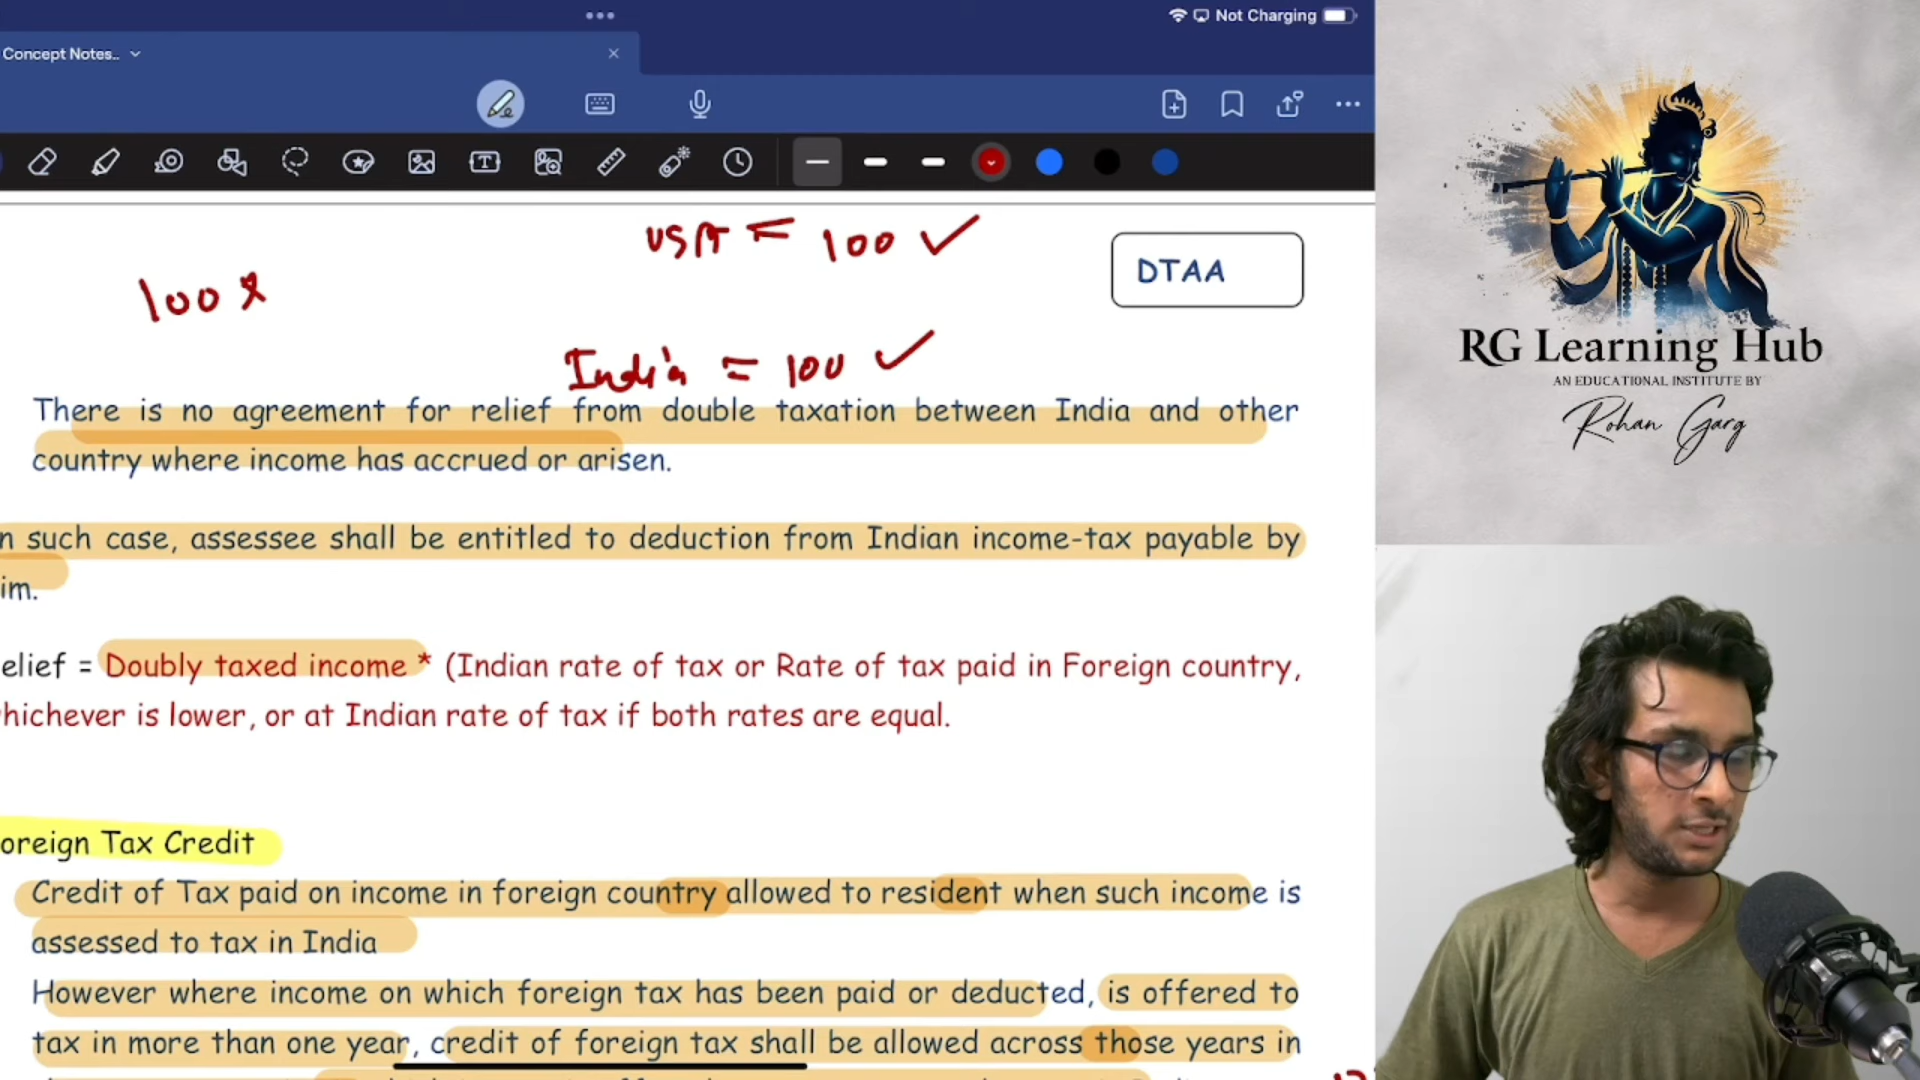 Not Charging
Concept Notes..
USA = 100 ✓
100 *
DTAA
India = 100 ✓
There is no agreement for relief from double taxation between India and other
country where income has accrued or arisen.
n such case, assessee shall be entitled to deduction from Indian income-tax payable by
im.
elief = Doubly taxed income * (Indian rate of tax or Rate of tax paid in Foreign country,
hichever is lower, or at Indian rate of tax if both rates are equal.
oreign Tax Credit
Credit of Tax paid on income in foreign country allowed to resident when such income is
assessed to tax in India
However where income on which foreign tax has been paid or deducted, is offered to
tax in more than one year, credit of foreign tax shall be allowed across those years in
RG Learning Hub
AN EDUCATIONAL INSTITUTE BY
Rohan Garg